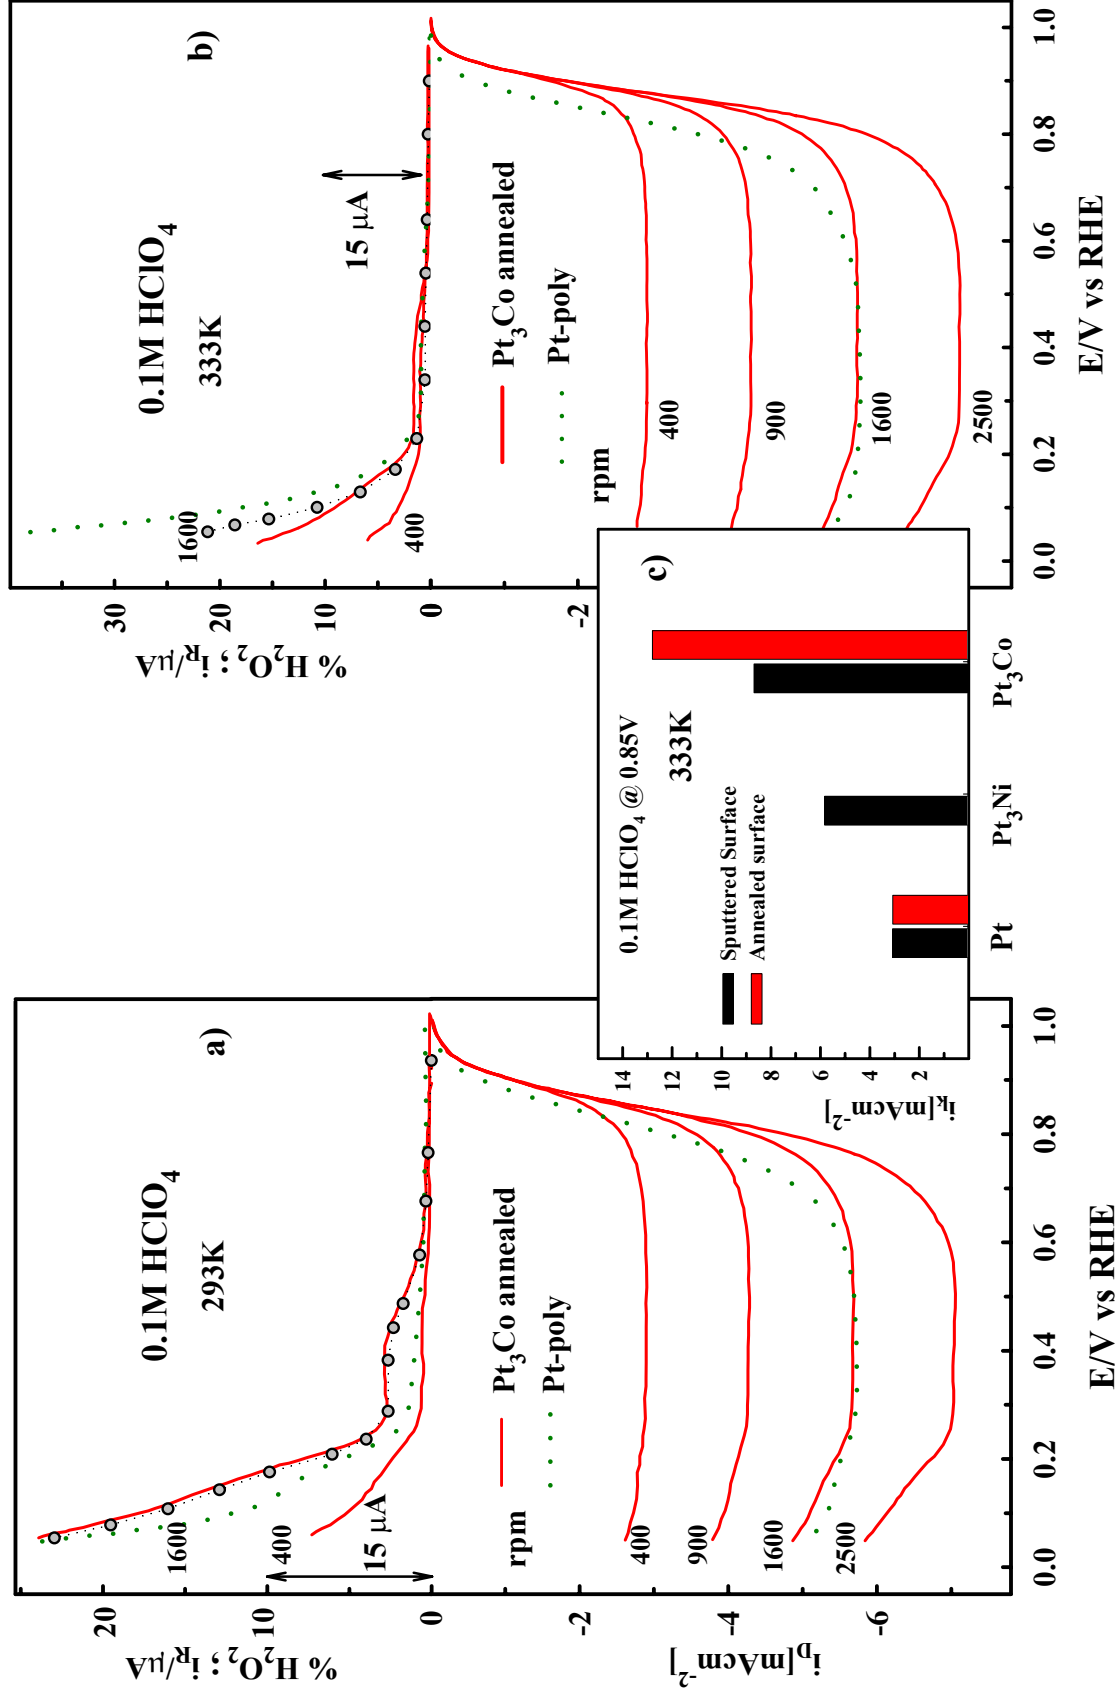 a)
0.1M HClO4
293K
% H2O2 ; iR/μA
20
10
0
1600
400
15 μA
Pt3Co annealed
Pt-poly
rpm
iD[mAcm-2]
-2
-4
-6
400
900
1600
2500
0.0 0.2 0.4 0.6 0.8 1.0
E/V vs RHE
b)
0.1M HClO4
333K
% H2O2 ; iR/μA
30
20
10
0
-2
1600
400
15 μA
Pt3Co annealed
Pt-poly
rpm
400
900
1600
2500
0.0 0.2 0.4 0.6 0.8 1.0
E/V vs RHE
c)
0.1M HClO4 @ 0.85V
333K
Sputtered Surface
Annealed surface
iK[mAcm-2]
14
12
10
8
6
4
2
Pt Pt3Ni Pt3Co